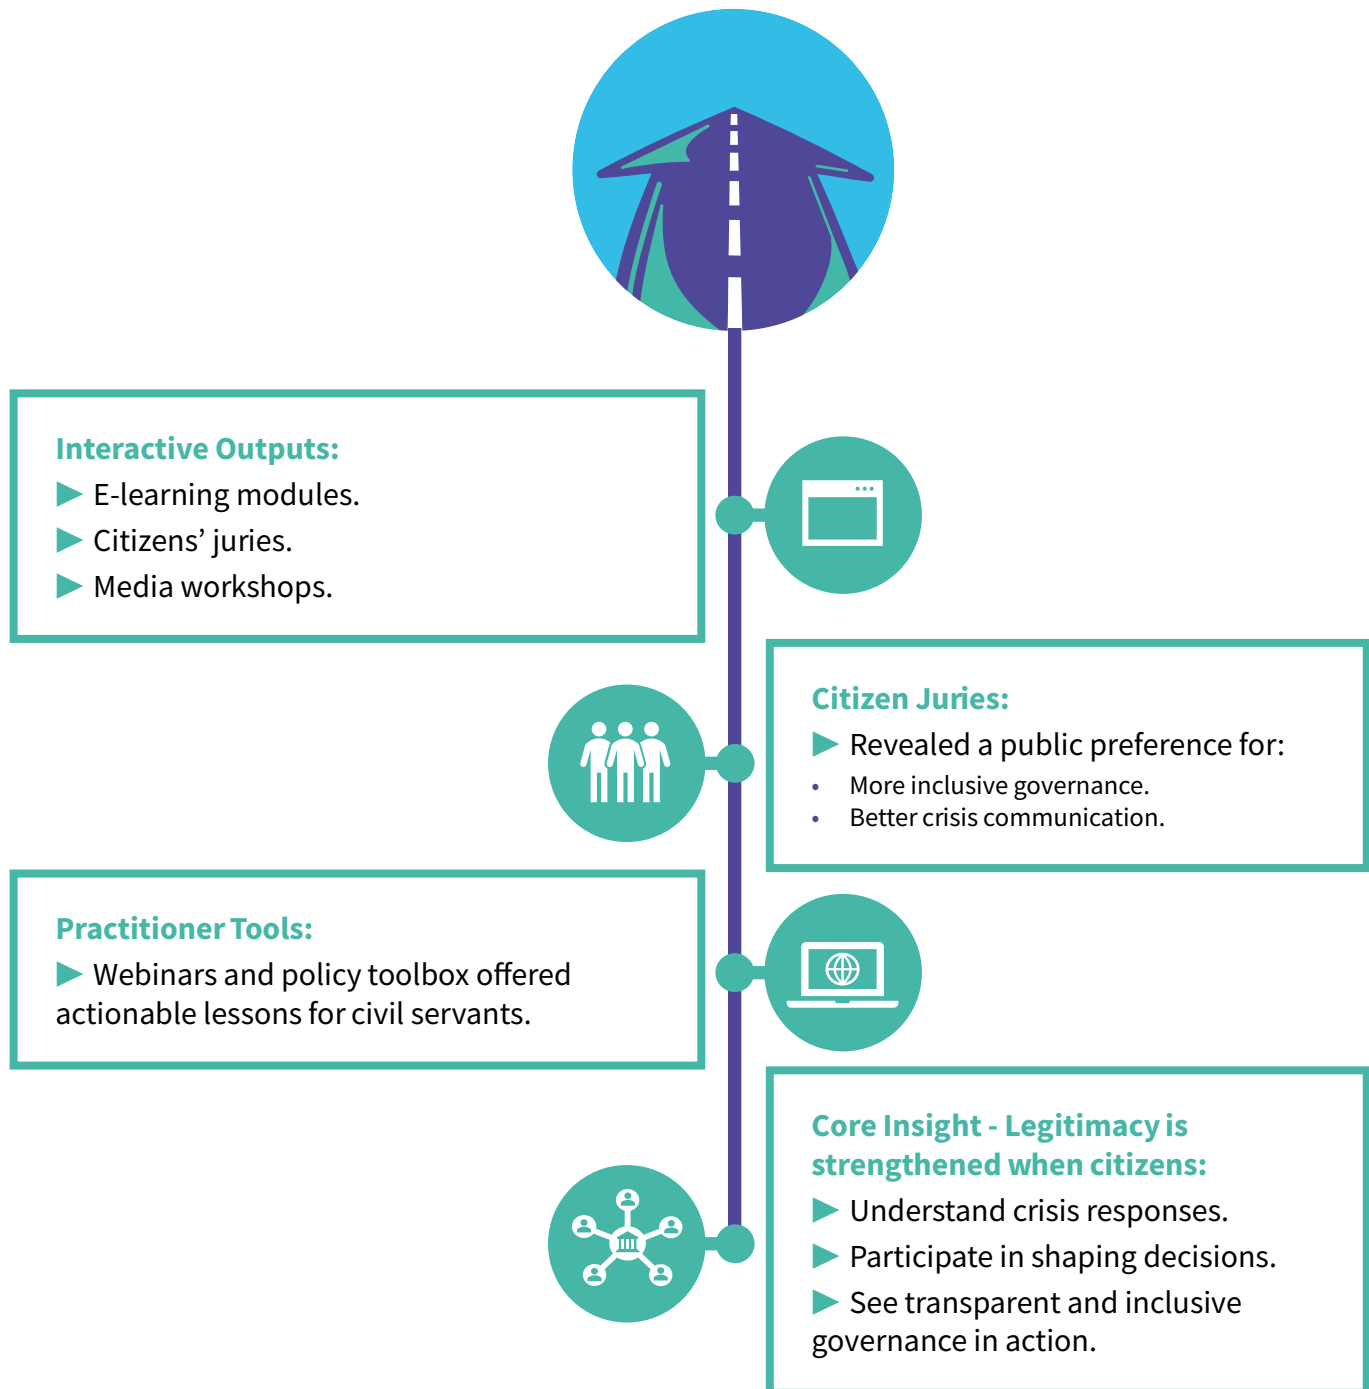 Interactive Outputs:
▶ E-learning modules.
▶ Citizens’ juries.
▶ Media workshops.
Citizen Juries:
▶ Revealed a public preference for:
• More inclusive governance.
• Better crisis communication.
Practitioner Tools:
▶ Webinars and policy toolbox offered
actionable lessons for civil servants.
Core Insight - Legitimacy is
strengthened when citizens:
▶ Understand crisis responses.
▶ Participate in shaping decisions.
▶ See transparent and inclusive
governance in action.